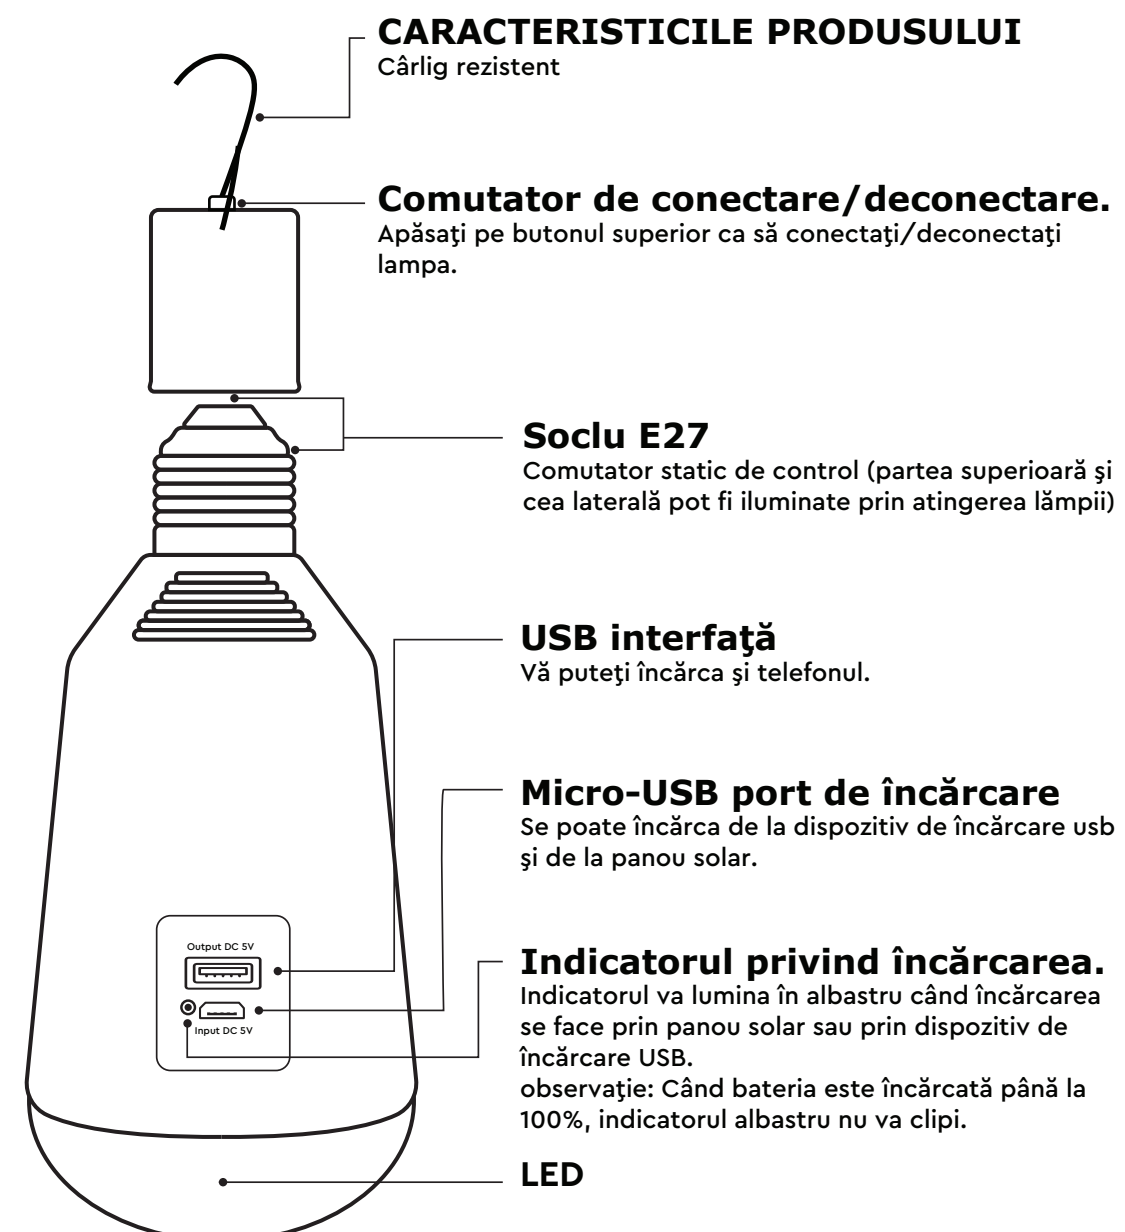 CARACTERISTICILE PRODUSULUI
Cârlig rezistent
Comutator de conectare/deconectare.
Apăsaţi pe butonul superior ca să conectaţi/deconectaţi
lampa.
Soclu E27
Comutator static de control (partea superioară şi
cea laterală pot fi iluminate prin atingerea lămpii)
USB interfaţă
Vă puteţi încărca şi telefonul.
Micro-USB port de încărcare
Se poate încărca de la dispozitiv de încărcare usb
şi de la panou solar.
Output DC 5V
Input DC 5V
Indicatorul privind încărcarea.
Indicatorul va lumina în albastru când încărcarea
se face prin panou solar sau prin dispozitiv de
încărcare USB.
observaţie: Când bateria este încărcată până la
100%, indicatorul albastru nu va clipi.
LED